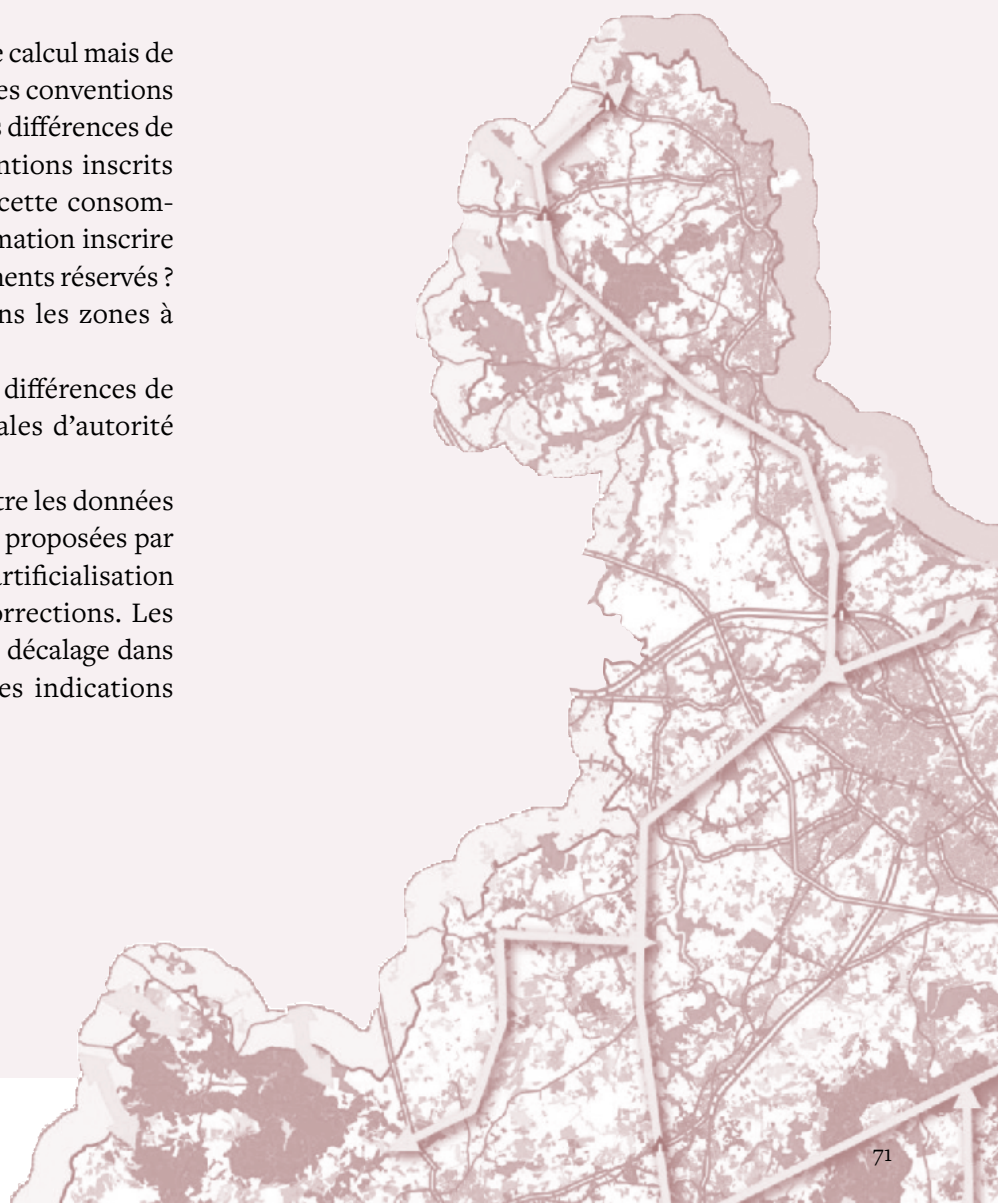 e calcul mais de
es conventions
s différences de
ntions inscrits
cette consom-
mation inscrire
ments réservés ?
ns les zones à
différences de
ales d'autorité
tre les données
proposées par
rtificialisation
orrections. Les
décalage dans
es indications
71